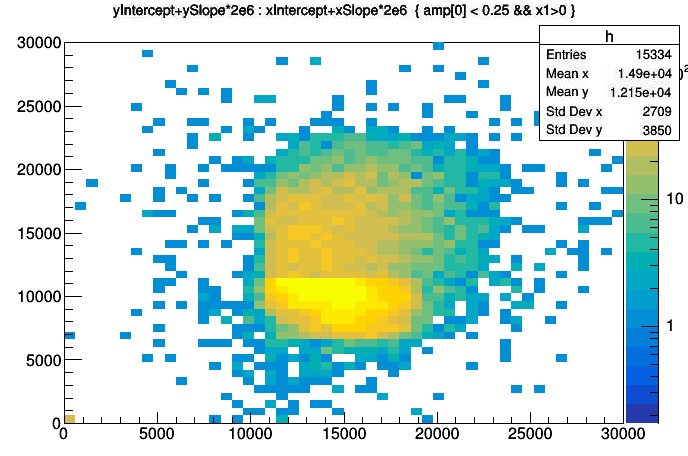 yIntercept+ySlope*2e6 : xIntercept+xSlope*2e6 { amp[0] < 0.25 && x1>0 }
h
Entries 15334
Mean x 1.49e+04
Mean y 1.215e+04
Std Dev x 2709
Std Dev y 3850
30000
25000
20000
15000
10000
5000
0
0 5000 10000 15000 20000 25000 30000
10
1